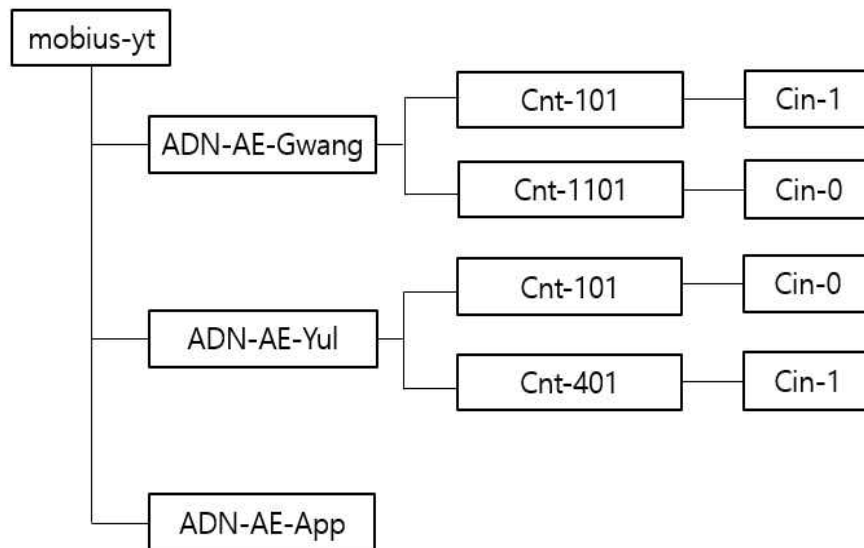 mobius-yt
ADN-AE-Gwang
Cnt-101
Cin-1
Cnt-1101
Cin-0
ADN-AE-Yul
Cnt-101
Cin-0
Cnt-401
Cin-1
ADN-AE-App